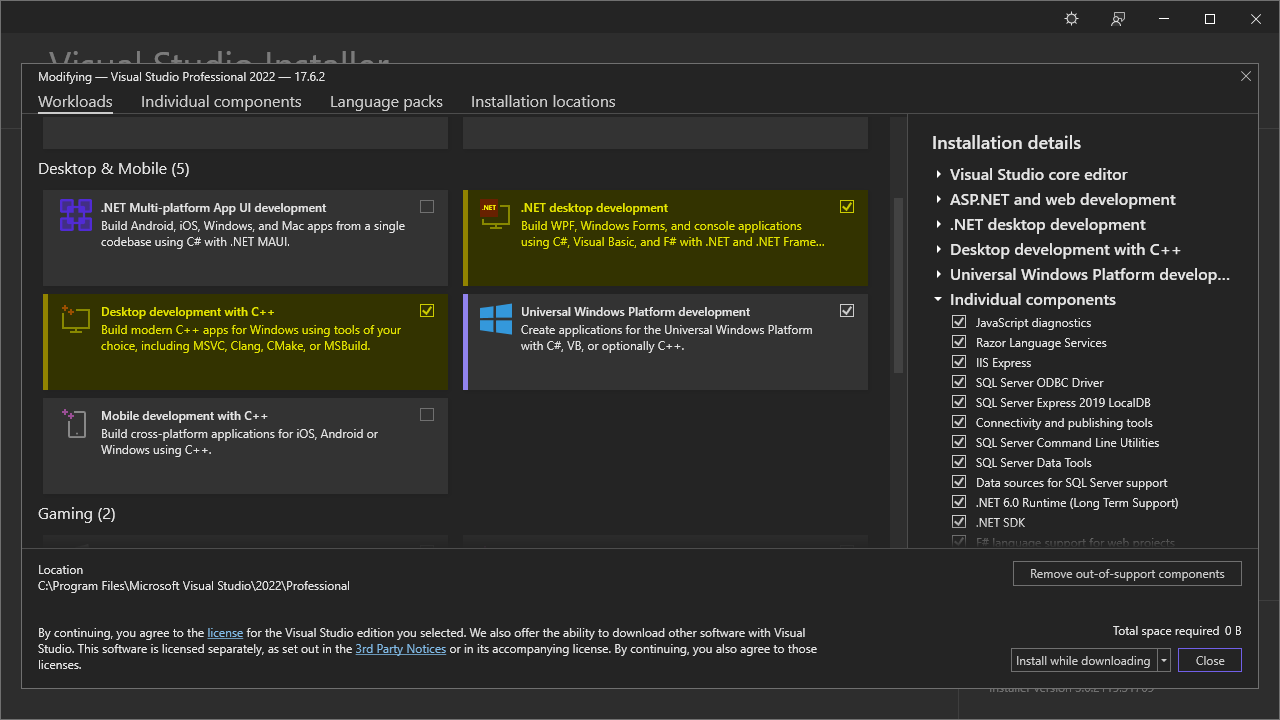 Visual Studio Installer
Modifying — Visual Studio Professional 2022 — 17.6.2
Workloads
Individual components
Language packs
Installation locations
Desktop & Mobile (5)
.NET Multi-platform App UI development
Build Android, iOS, Windows, and Mac apps from a single
codebase using C# with .NET MAUI.
.NET
.NET desktop development
Build WPF, Windows Forms, and console applications
using C#, Visual Basic, and F# with .NET and .NET Frame...
Desktop development with C++
Build modern C++ apps for Windows using tools of your
choice, including MSVC, Clang, CMake, or MSBuild.
Universal Windows Platform development
Create applications for the Universal Windows Platform
with C#, VB, or optionally C++.
Mobile development with C++
Build cross-platform applications for iOS, Android or
Windows using C++.
Gaming (2)
Installation details
Visual Studio core editor
ASP.NET and web development
.NET desktop development
Desktop development with C++
Universal Windows Platform develop...
Individual components
JavaScript diagnostics
Razor Language Services
IIS Express
SQL Server ODBC Driver
SQL Server Express 2019 LocalDB
Connectivity and publishing tools
SQL Server Command Line Utilities
SQL Server Data Tools
Data sources for SQL Server support
.NET 6.0 Runtime (Long Term Support)
.NET SDK
F# language support for web projects
Location
C:\Program Files\Microsoft Visual Studio\2022\Professional
Remove out-of-support components
By continuing, you agree to the license for the Visual Studio edition you selected. We also offer the ability to download other software with Visual
Studio. This software is licensed separately, as set out in the 3rd Party Notices or in its accompanying license. By continuing, you also agree to those
licenses.
Total space required 0 B
Install while downloading
Close
Installer version